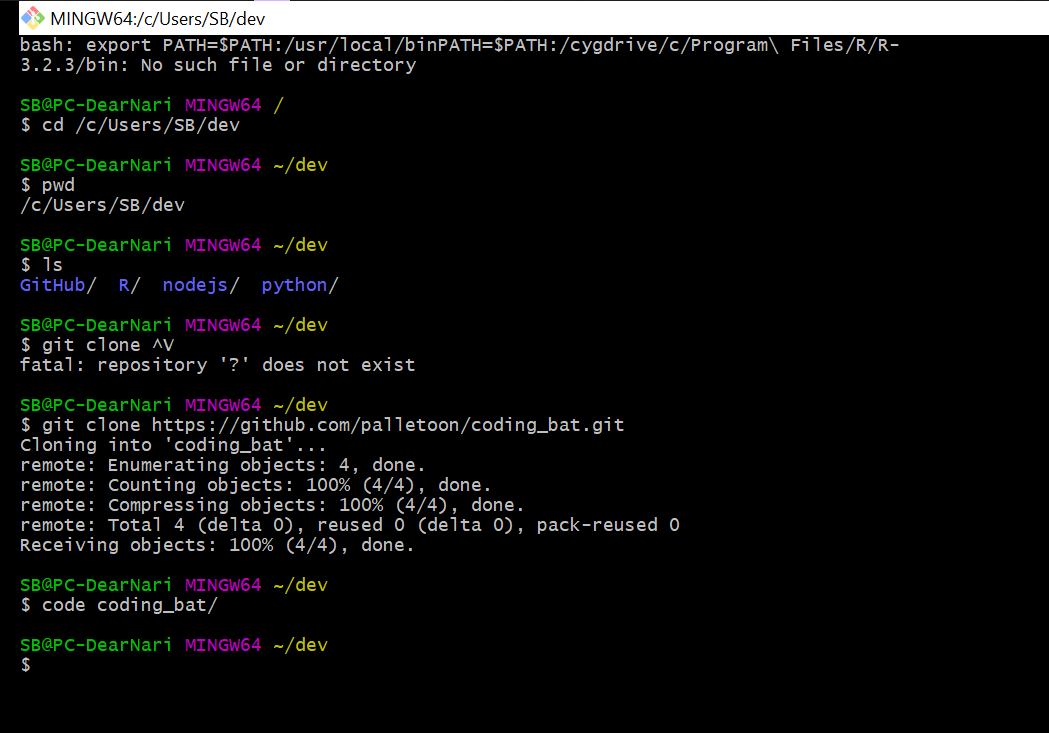 MINGW64:/c/Users/SB/dev
bash: export PATH=$PATH:/usr/local/binPATH=$PATH:/cygdrive/c/Program\ Files/R/R-
3.2.3/bin: No such file or directory
SB@PC-DearNari MINGW64 /
$ cd /c/Users/SB/dev
SB@PC-DearNari MINGW64 ~/dev
$ pwd
/c/Users/SB/dev
SB@PC-DearNari MINGW64 ~/dev
$ ls
GitHub/  R/  nodejs/  python/
SB@PC-DearNari MINGW64 ~/dev
$ git clone ^V
fatal: repository '?' does not exist
SB@PC-DearNari MINGW64 ~/dev
$ git clone https://github.com/palletoon/coding_bat.git
Cloning into 'coding_bat'...
remote: Enumerating objects: 4, done.
remote: Counting objects: 100% (4/4), done.
remote: Compressing objects: 100% (4/4), done.
remote: Total 4 (delta 0), reused 0 (delta 0), pack-reused 0
Receiving objects: 100% (4/4), done.
SB@PC-DearNari MINGW64 ~/dev
$ code coding_bat/
SB@PC-DearNari MINGW64 ~/dev
$